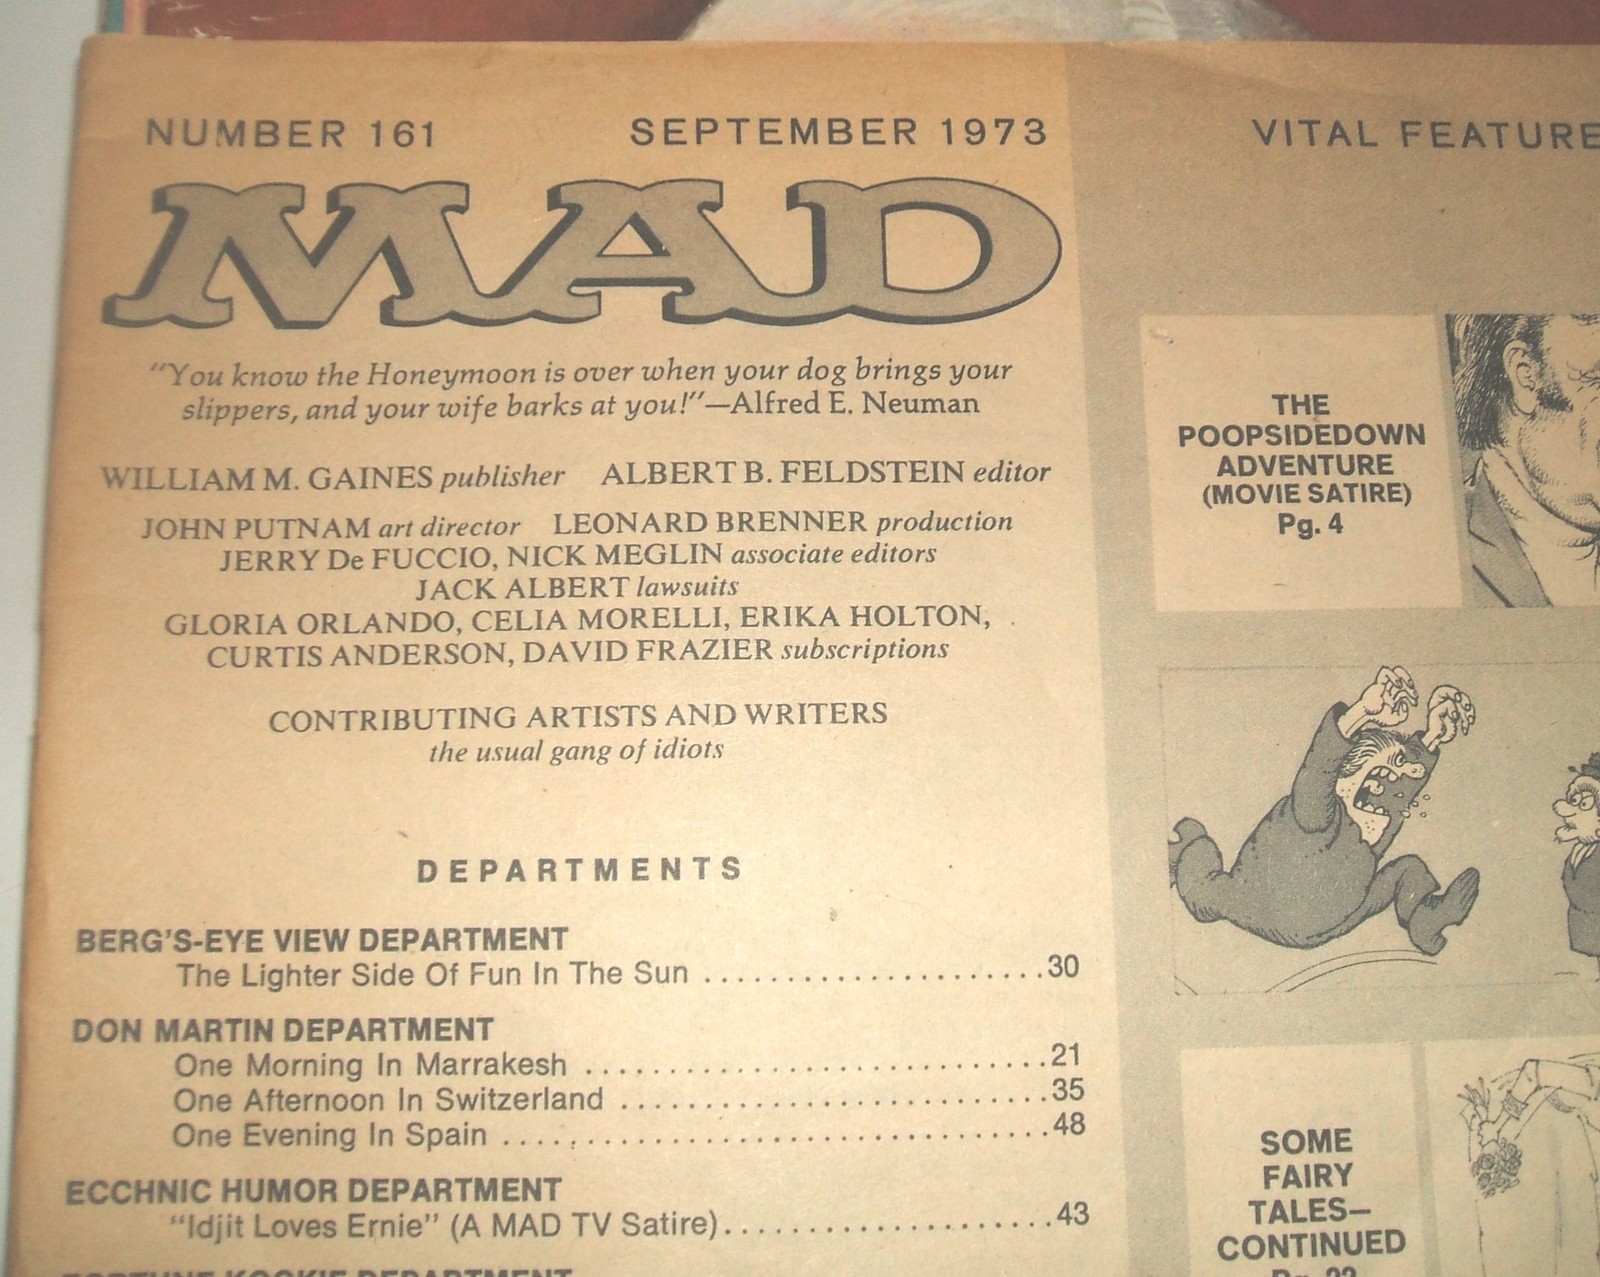 NUMBER 161
SEPTEMBER 1973
MAD
"You know the Honeymoon is over when your dog brings your
slippers, and your wife barks at you!"—Alfred E. Neuman
WILLIAM M. GAINES publisher ALBERT B. FELDSTEIN editor
JOHN PUTNAM art director LEONARD BRENNER production
JERRY De FUCCIO, NICK MEGLIN associate editors
JACK ALBERT lawsuits
GLORIA ORLANDO, CELIA MORELLI, ERIKA HOLTON,
CURTIS ANDERSON, DAVID FRAZIER subscriptions
CONTRIBUTING ARTISTS AND WRITERS
the usual gang of idiots
DEPARTMENTS
BERG'S-EYE VIEW DEPARTMENT
The Lighter Side Of Fun In The Sun ........................30
DON MARTIN DEPARTMENT
One Morning In Marrakesh ................................21
One Afternoon In Switzerland .............................35
One Evening In Spain .....................................48
ECCHNIC HUMOR DEPARTMENT
"Idjit Loves Ernie" (A MAD TV Satire)......................43
FORTUNE KOOKIE DEPARTMENT
VITAL FEATURE
THE
POOPSIDEDOWN
ADVENTURE
(MOVIE SATIRE)
Pg. 4
SOME
FAIRY
TALES—
CONTINUED
Pg. 22